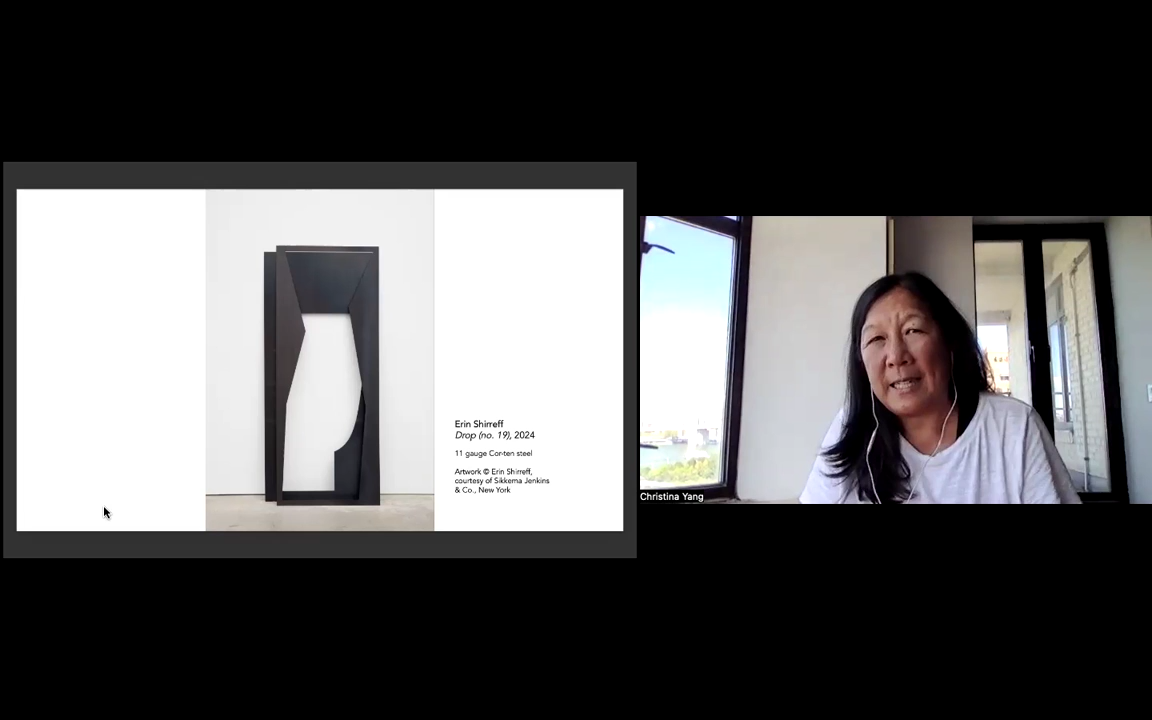 Erin Shirreff
Drop (no. 19), 2024
11 gauge Cor-ten steel
Artwork © Erin Shirreff,
courtesy of Sikkema Jenkins
& Co., New York
Christina Yang